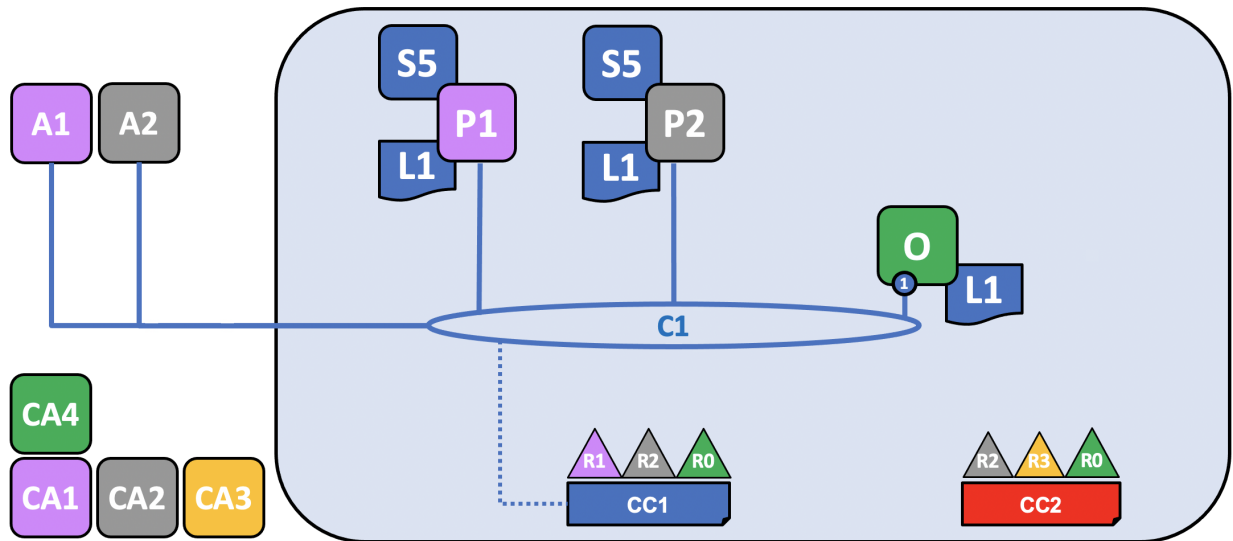 S5
S5
A1
A2
P1
P2
L1
L1
O
1
L1
C1
CA4
R1 R2 R0
R2 R3 R0
CA1
CA2
CA3
CC1
CC2